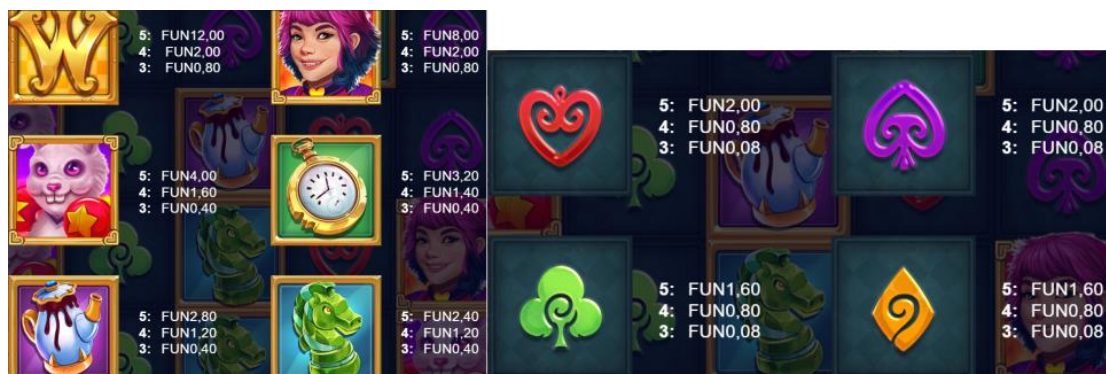 W
5: FUN12,00
4: FUN2,00
3: FUN0,80
5: FUN8,00
4: FUN2,00
3: FUN0,80
5: FUN4,00
4: FUN1,60
3: FUN0,40
5: FUN3,20
4: FUN1,40
3: FUN0,40
5: FUN2,80
4: FUN1,20
3: FUN0,40
5: FUN2,40
4: FUN1,20
3: FUN0,40
5: FUN2,00
4: FUN0,80
3: FUN0,08
5: FUN2,00
4: FUN0,80
3: FUN0,08
5: FUN1,60
4: FUN0,80
3: FUN0,08
5: FUN1,60
4: FUN0,80
3: FUN0,08